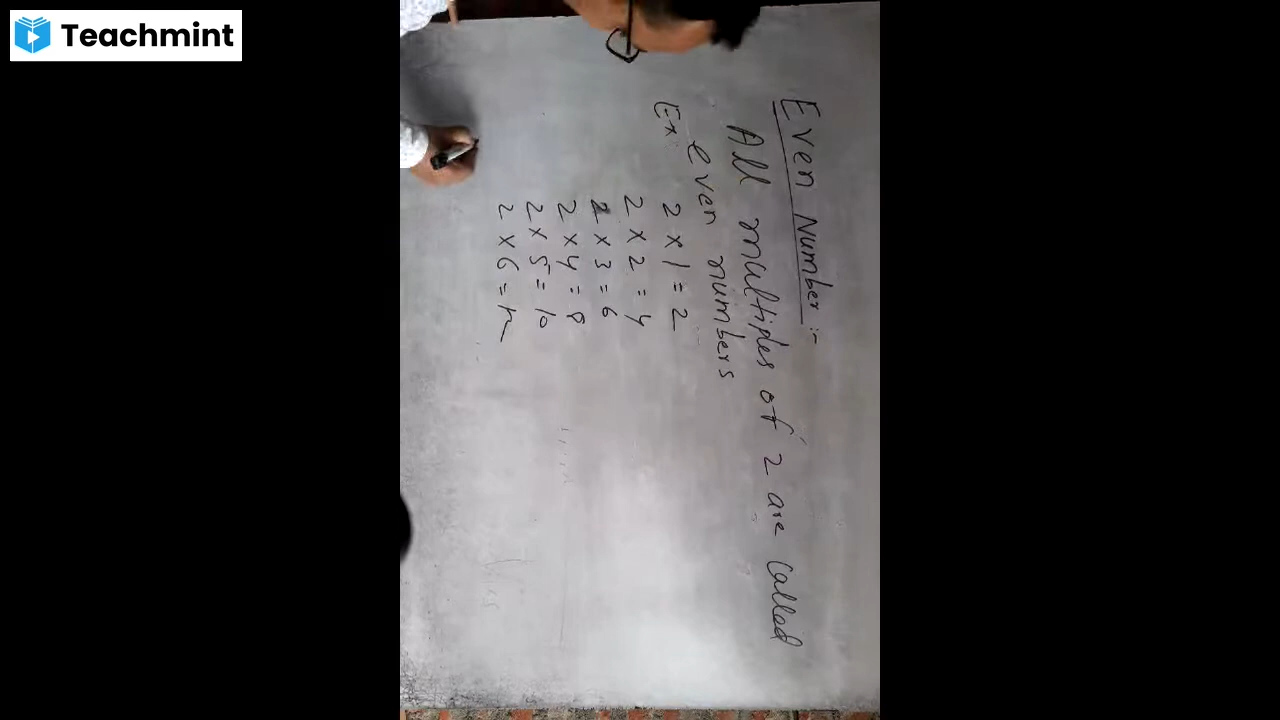 Teachmint
Even Number :-
All multiples of 2 are called
even numbers
Ex:
2 × 1 = 2
2 × 2 = 4
2 × 3 = 6
2 × 4 = 8
2 × 5 = 10
2 × 6 = 12